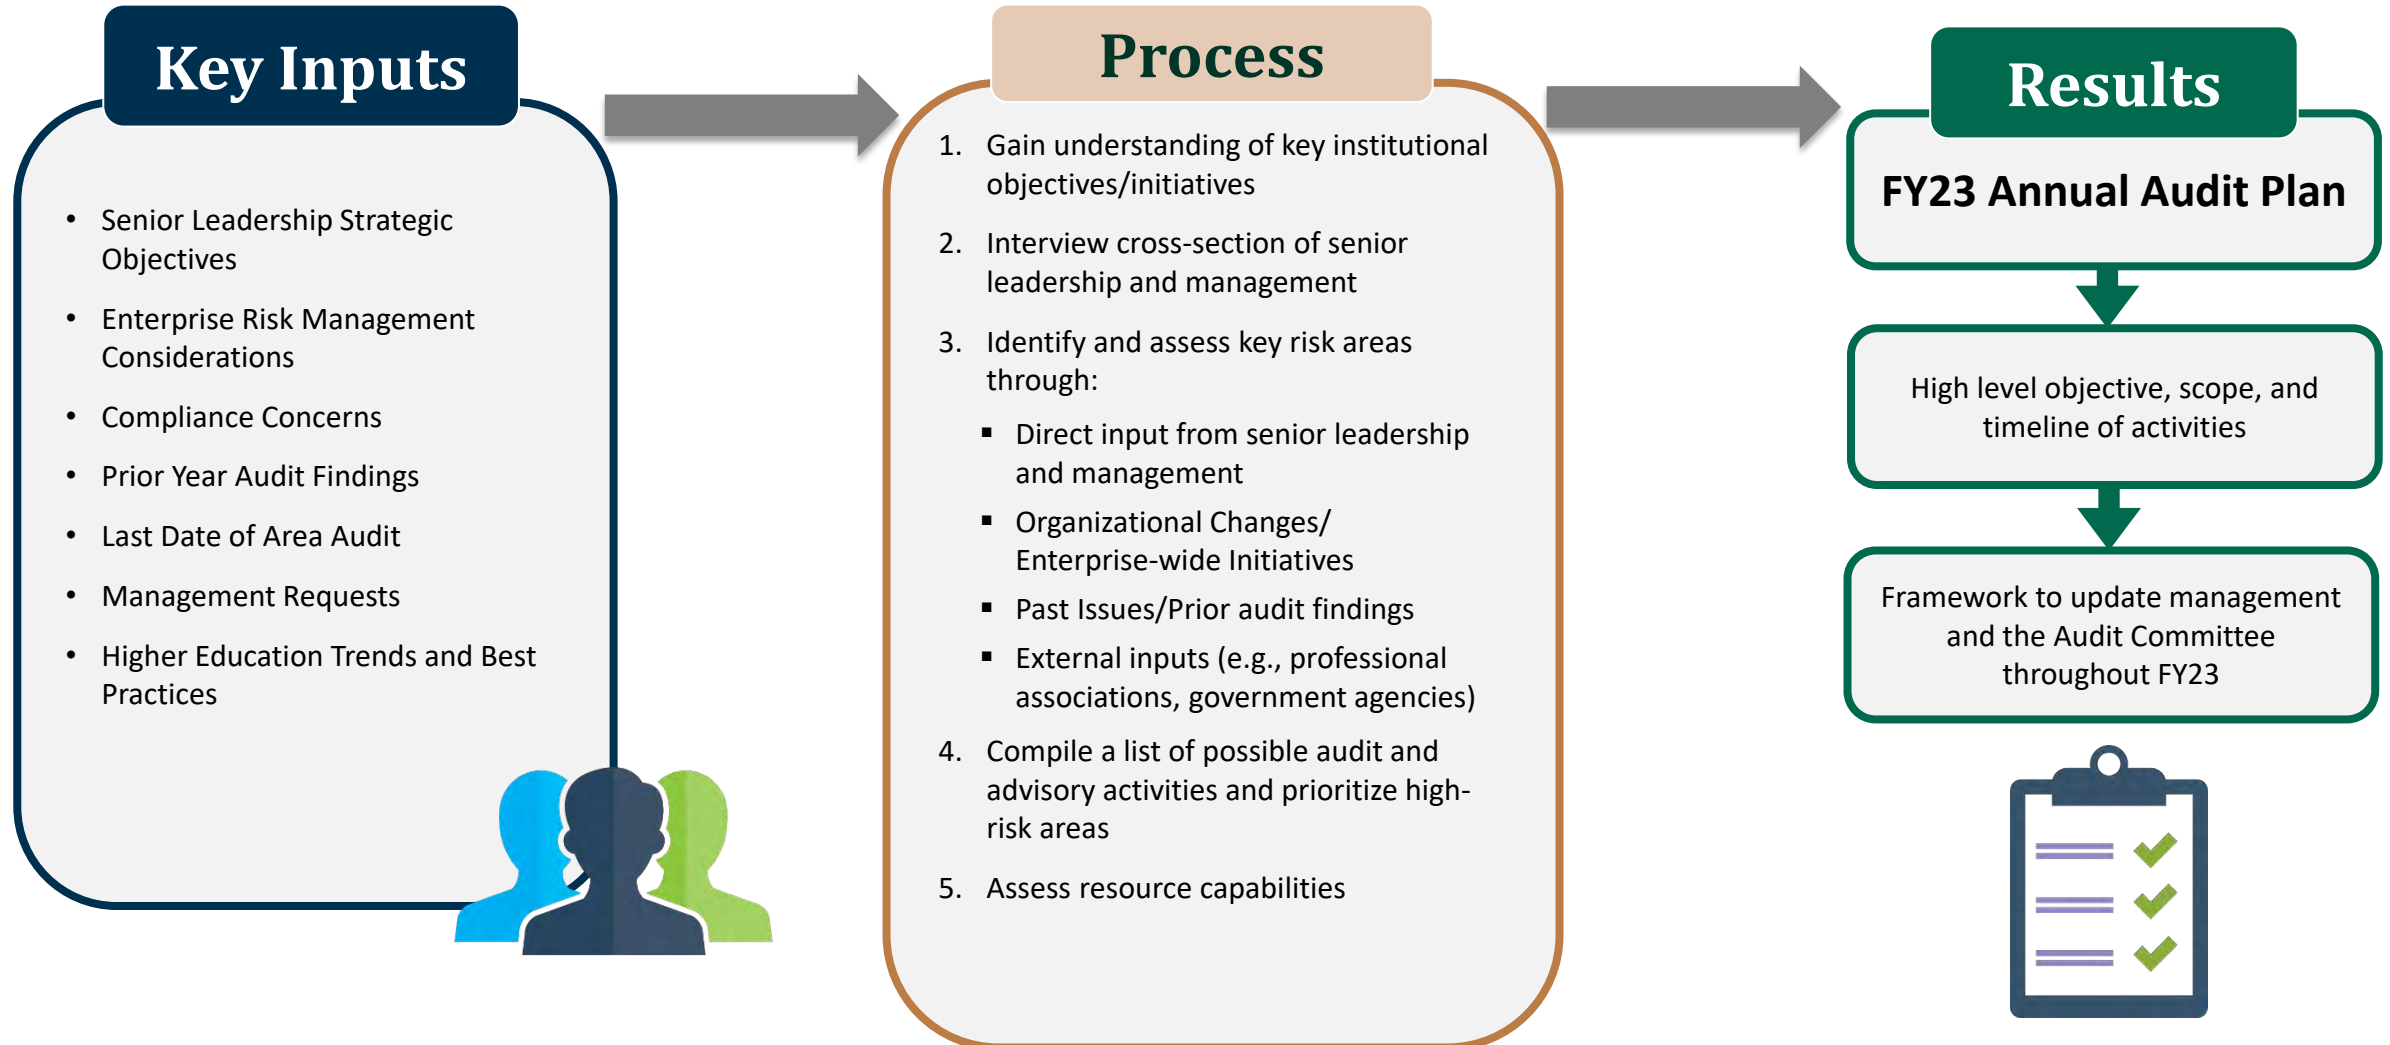 Key Inputs
• Senior Leadership Strategic
Objectives
• Enterprise Risk Management
Considerations
• Compliance Concerns
• Prior Year Audit Findings
• Last Date of Area Audit
• Management Requests
• Higher Education Trends and Best
Practices
Process
1. Gain understanding of key institutional
objectives/initiatives
2. Interview cross-section of senior
leadership and management
3. Identify and assess key risk areas
through:
▪ Direct input from senior leadership
and management
▪ Organizational Changes/
Enterprise-wide Initiatives
▪ Past Issues/Prior audit findings
▪ External inputs (e.g., professional
associations, government agencies)
4. Compile a list of possible audit and
advisory activities and prioritize high-
risk areas
5. Assess resource capabilities
Results
FY23 Annual Audit Plan
High level objective, scope, and
timeline of activities
Framework to update management
and the Audit Committee
throughout FY23